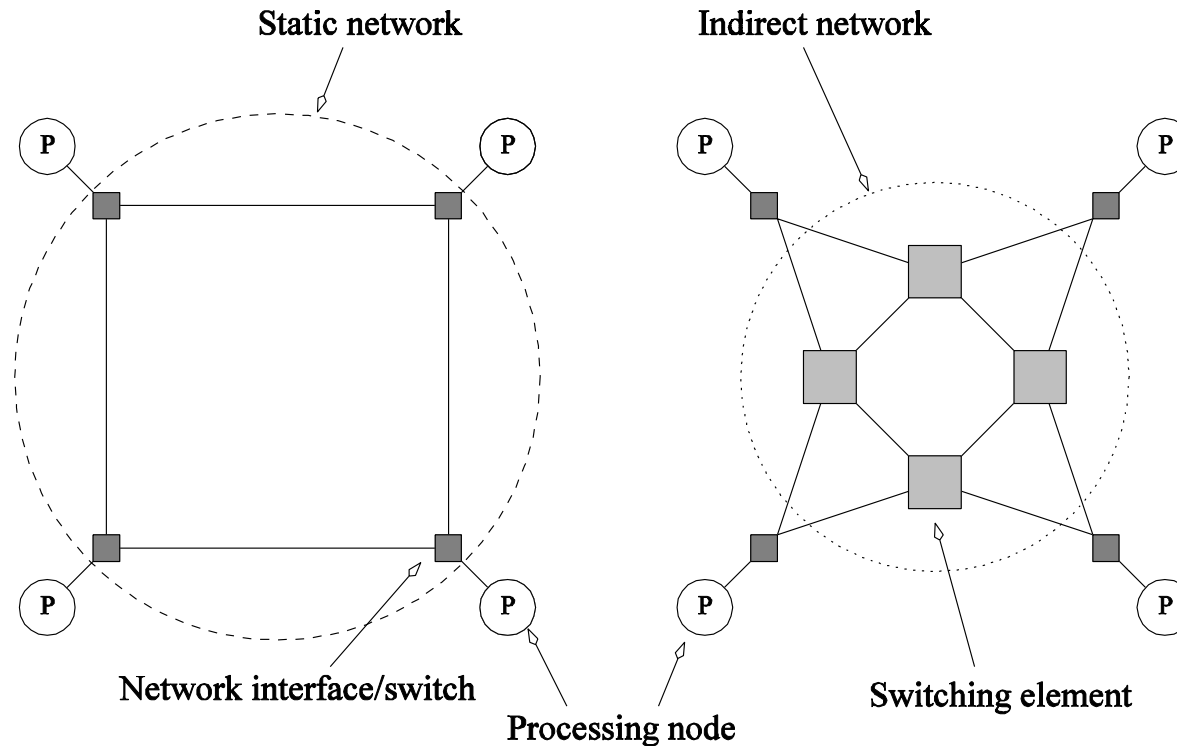 Static network
Indirect network
P
P
P
P
P
P
P
P
Network interface/switch
Switching element
Processing node